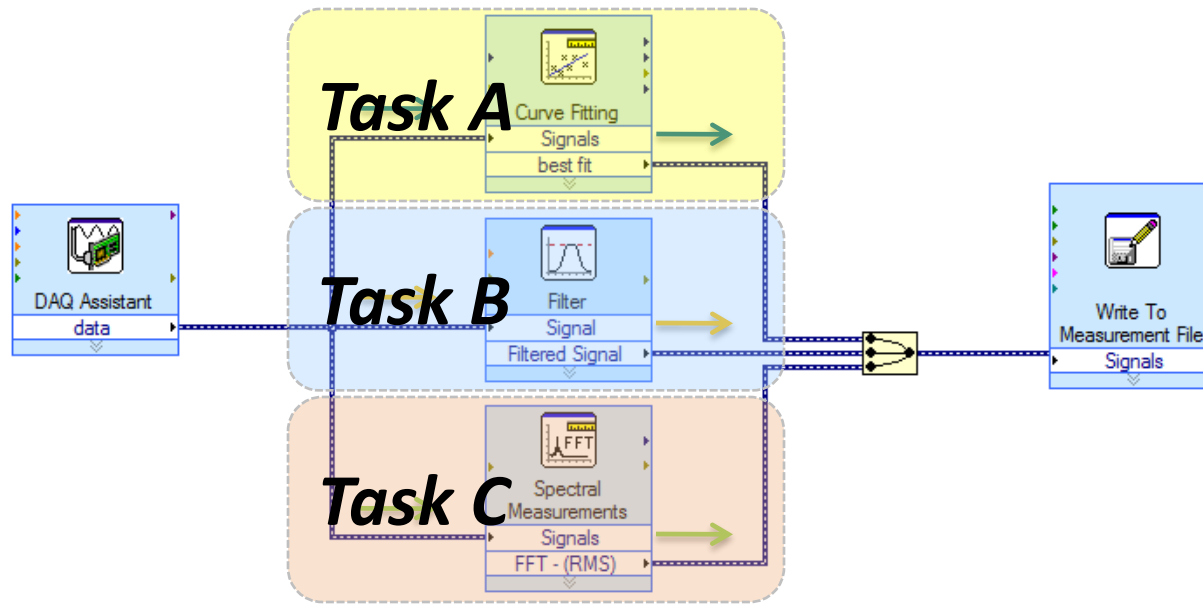 Task A
Curve Fitting
Signals
best fit
DAQ Assistant
data
Task B
Filter
Signal
Filtered Signal
Write To
Measurement File
Signals
Task C
FFT
Spectral
Measurements
Signals
FFT - (RMS)